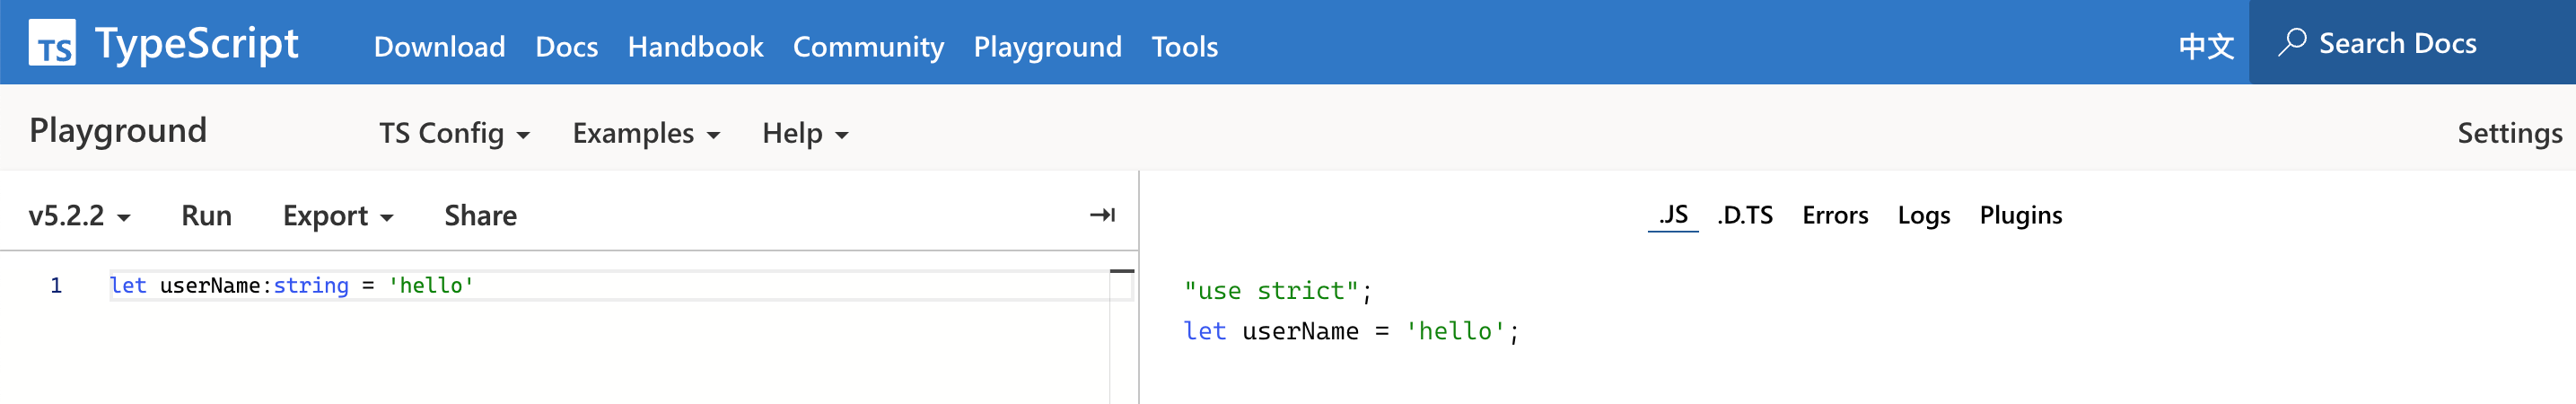 TS TypeScript Download Docs Handbook Community Playground Tools 中文 Search Docs
Playground TS Config Examples Help Settings
v5.2.2 Run Export Share
.JS .D.TS Errors Logs Plugins
1 let userName:string = 'hello'
"use strict";
let userName = 'hello';